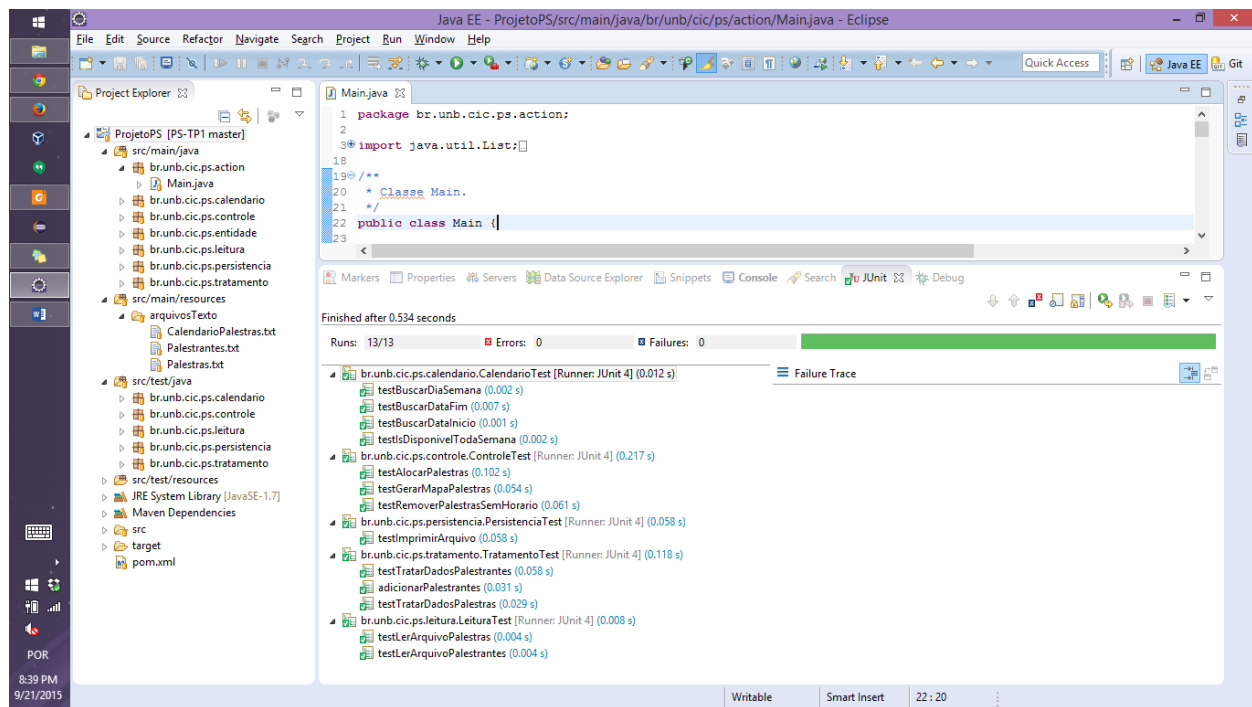 Java EE - ProjetoPS/src/main/java/br/unb/cic/ps/action/Main.java - Eclipse
File Edit Source Refactor Navigate Search Project Run Window Help
Quick Access Java EE Git
Project Explorer
ProjetoPS [PS-TP1 master]
src/main/java
br.unb.cic.ps.action
Main.java
br.unb.cic.ps.calendario
br.unb.cic.ps.controle
br.unb.cic.ps.entidade
br.unb.cic.ps.leitura
br.unb.cic.ps.persistencia
br.unb.cic.ps.tratamento
src/main/resources
arquivosTexto
CalendarioPalestras.txt
Palestrantes.txt
Palestras.txt
src/test/java
br.unb.cic.ps.calendario
br.unb.cic.ps.controle
br.unb.cic.ps.leitura
br.unb.cic.ps.persistencia
br.unb.cic.ps.tratamento
src/test/resources
JRE System Library [JavaSE-1.7]
Maven Dependencies
src
target
pom.xml
Main.java
1 package br.unb.cic.ps.action;
2
3 import java.util.List;
18
19 /**
20 * Classe Main.
21 */
22 public class Main {
23
Markers Properties Servers Data Source Explorer Snippets Console Search JUnit Debug
Finished after 0.534 seconds
Runs: 13/13 Errors: 0 Failures: 0
br.unb.cic.ps.calendario.CalendarioTest [Runner: JUnit 4] (0.012 s)
testBuscarDiaSemana (0.002 s)
testBuscarDataFim (0.007 s)
testBuscarDataInicio (0.001 s)
testIsDisponivelTodaSemana (0.002 s)
br.unb.cic.ps.controle.ControleTest [Runner: JUnit 4] (0.217 s)
testAlocarPalestras (0.102 s)
testGerarMapaPalestras (0.054 s)
testRemoverPalestrasSemHorario (0.061 s)
br.unb.cic.ps.persistencia.PersistenciaTest [Runner: JUnit 4] (0.058 s)
testImprimirArquivo (0.058 s)
br.unb.cic.ps.tratamento.TratamentoTest [Runner: JUnit 4] (0.118 s)
testTratarDadosPalestrantes (0.058 s)
adicionarPalestrantes (0.031 s)
testTratarDadosPalestras (0.029 s)
br.unb.cic.ps.leitura.LeituraTest [Runner: JUnit 4] (0.008 s)
testLerArquivoPalestras (0.004 s)
testLerArquivoPalestrantes (0.004 s)
Failure Trace
Writable Smart Insert 22 : 20
POR
8:39 PM
9/21/2015